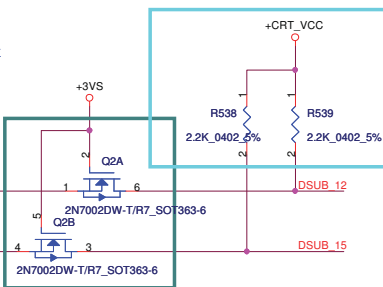 +CRT_VCC
+3VS
1
1
R538
R539
2.2K_0402_5%
2.2K_0402_5%
2
2
2
Q2A
1
6
DSUB_12
2N7002DW-T/R7_SOT363-6
5
Q2B
4
3
DSUB_15
2N7002DW-T/R7_SOT363-6